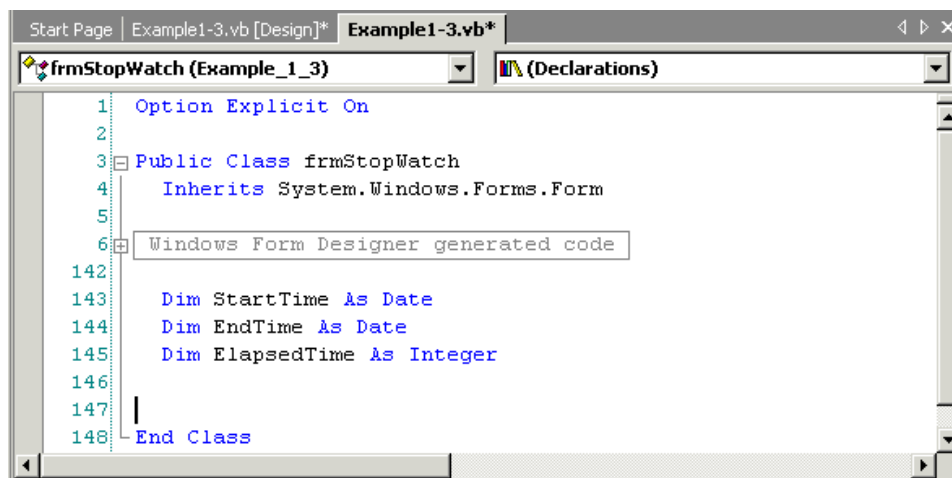 Start Page Example1-3.vb [Design]* Example1-3.vb*
frmStopWatch (Example_1_3) (Declarations)
1 Option Explicit On
2
3 Public Class frmStopWatch
4 Inherits System.Windows.Forms.Form
5
6 Windows Form Designer generated code
142
143 Dim StartTime As Date
144 Dim EndTime As Date
145 Dim ElapsedTime As Integer
146
147
148 End Class